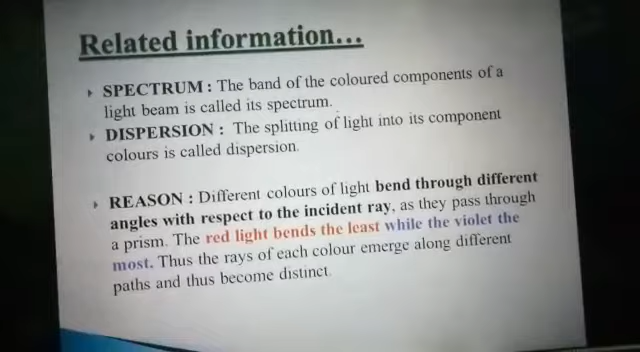 Related information...
SPECTRUM : The band of the coloured components of a
light beam is called its spectrum.
DISPERSION : The splitting of light into its component
colours is called dispersion.
REASON : Different colours of light bend through different
angles with respect to the incident ray, as they pass through
a prism. The red light bends the least while the violet the
most. Thus the rays of each colour emerge along different
paths and thus become distinct.